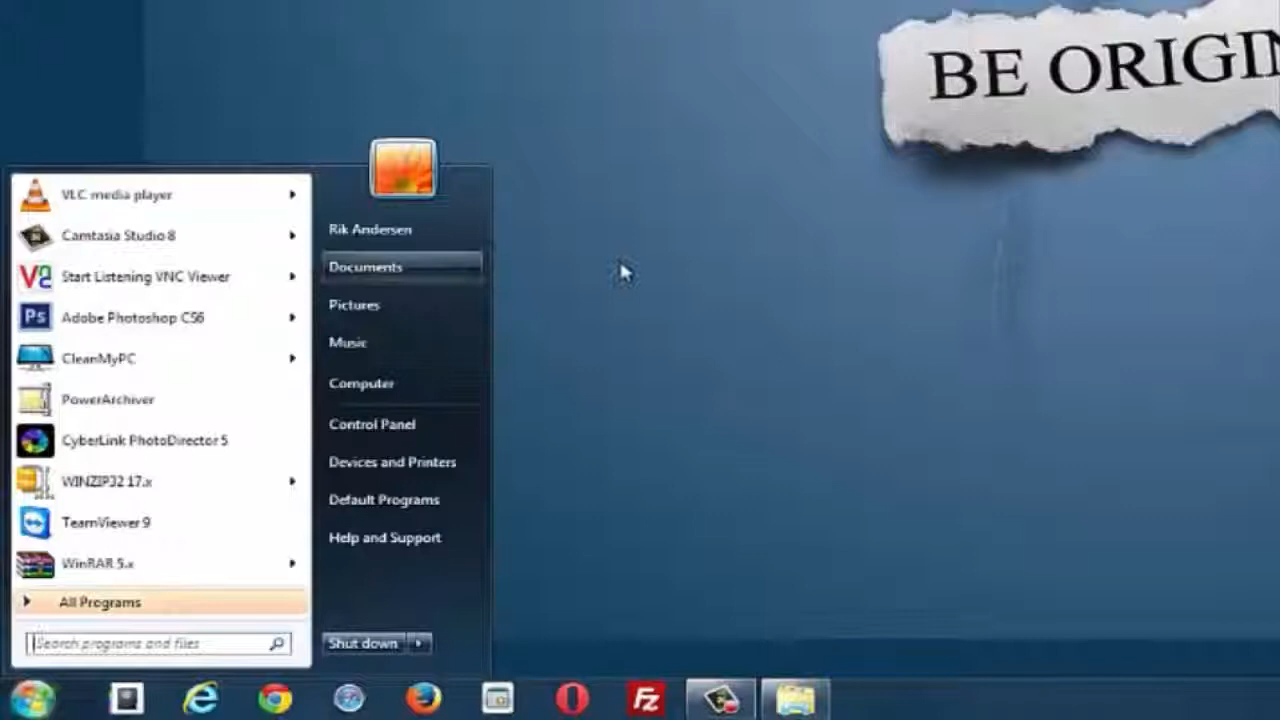 BE ORIGIN
VLC media player
Camtasia Studio 8
Start Listening VNC Viewer
Adobe Photoshop CS6
CleanMyPC
PowerArchiver
CyberLink PhotoDirector 5
WINZIP32 17.x
TeamViewer 9
WinRAR 5.x
All Programs
Search programs and files
Rik Andersen
Documents
Pictures
Music
Computer
Control Panel
Devices and Printers
Default Programs
Help and Support
Shut down